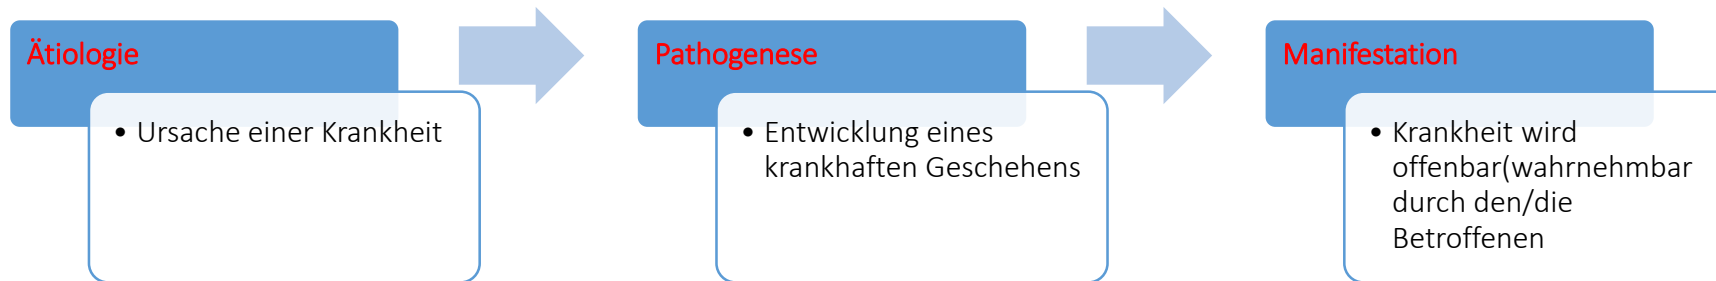 Ätiologie
• Ursache einer Krankheit
Pathogenese
• Entwicklung eines
krankhaften Geschehens
Manifestation
• Krankheit wird
offenbar(wahrnehmbar
durch den/die
Betroffenen